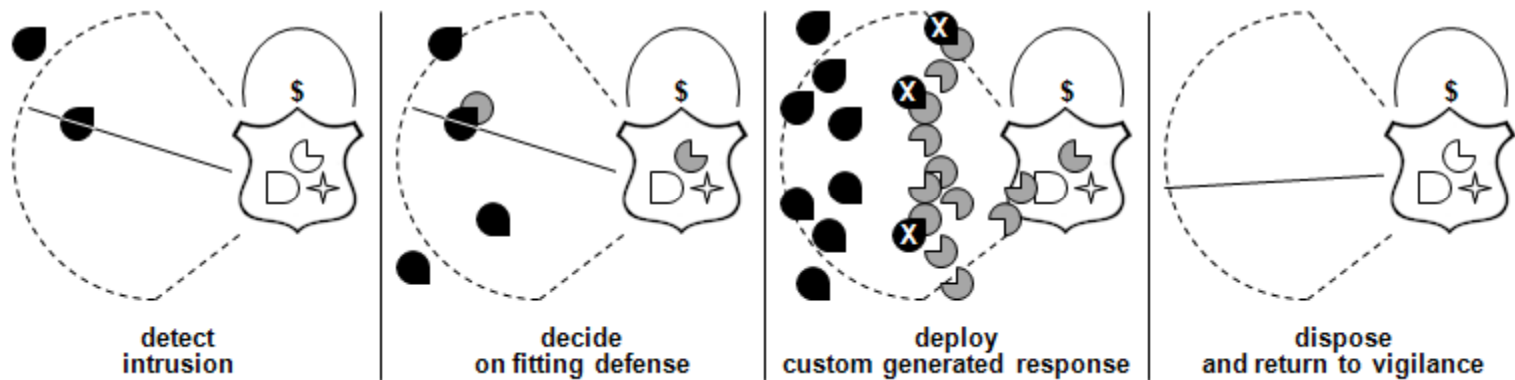 $
$
$
$
X
X
X
detect
intrusion
decide
on fitting defense
deploy
custom generated response
dispose
and return to vigilance